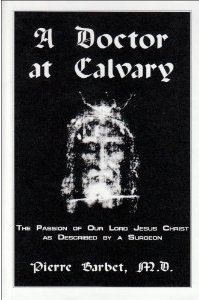 A Doctor
at Calvary
The Passion of Our Lord Jesus Christ
as Described by a Surgeon
Pierre Barbet, M.D.